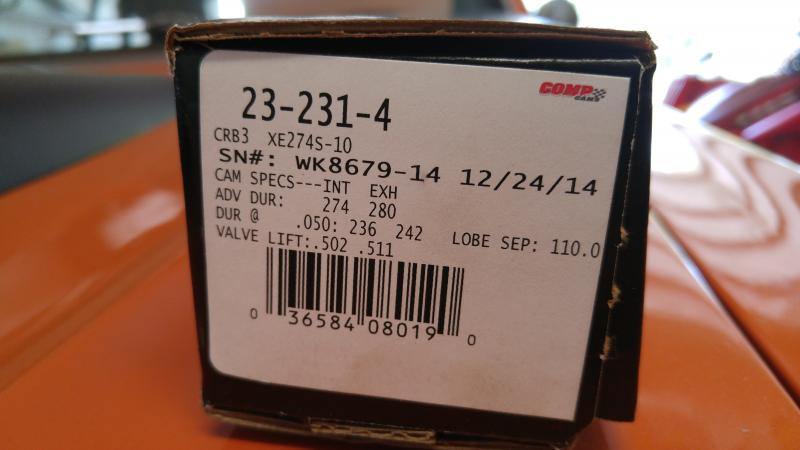 COMP
CAMS
23-231-4
CRB3 XE274S-10
SN#: WK8679-14 12/24/14
CAM SPECS---INT EXH
ADV DUR: 274 280
DUR @ .050: 236 242 LOBE SEP: 110.0
VALVE LIFT:.502 .511
0 36584 08019 0